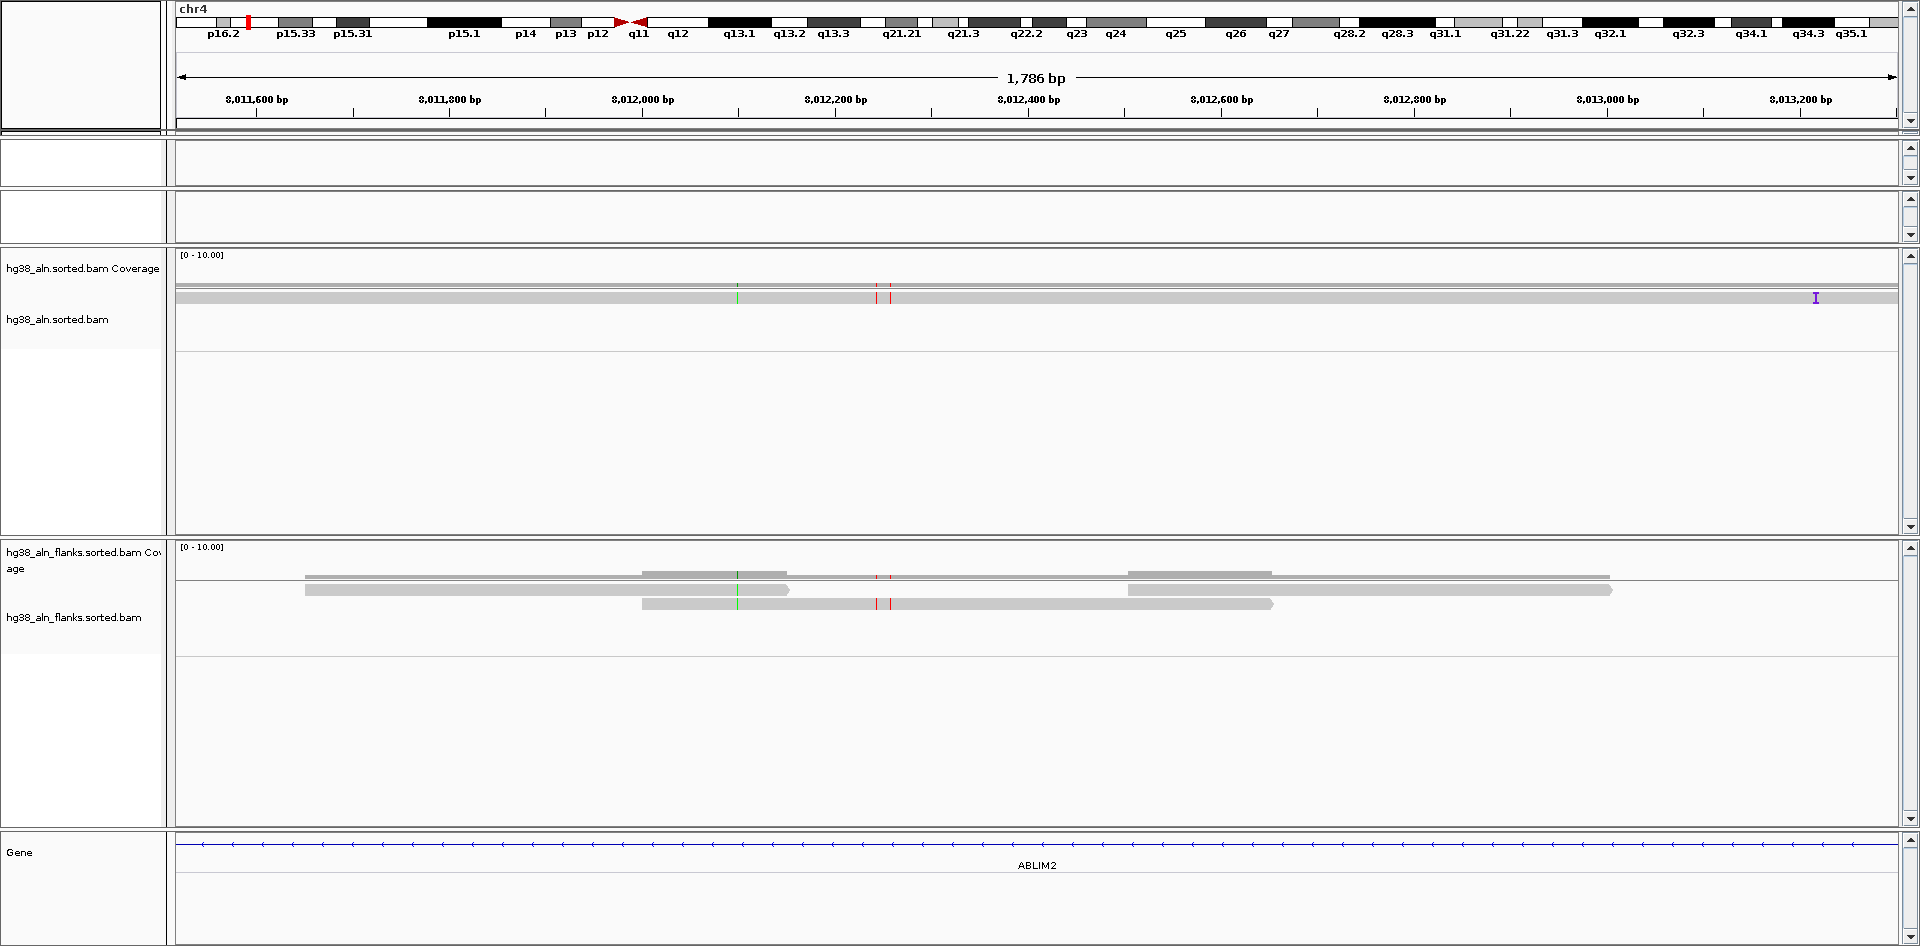 chr4
p16.2 p15.33 p15.31 p15.1 p14 p13 p12 q11 q12 q13.1 q13.2 q13.3 q21.21 q21.3 q22.2 q23 q24 q25 q26 q27 q28.2 q28.3 q31.1 q31.22 q31.3 q32.1 q32.3 q34.1 q34.3 q35.1
1,786 bp
8,011,600 bp 8,011,800 bp 8,012,000 bp 8,012,200 bp 8,012,400 bp 8,012,600 bp 8,012,800 bp 8,013,000 bp 8,013,200 bp
[0 - 10.00]
hg38_aln.sorted.bam Coverage
hg38_aln.sorted.bam
[0 - 10.00]
hg38_aln_flanks.sorted.bam Cov
age
hg38_aln_flanks.sorted.bam
Gene
ABLIM2